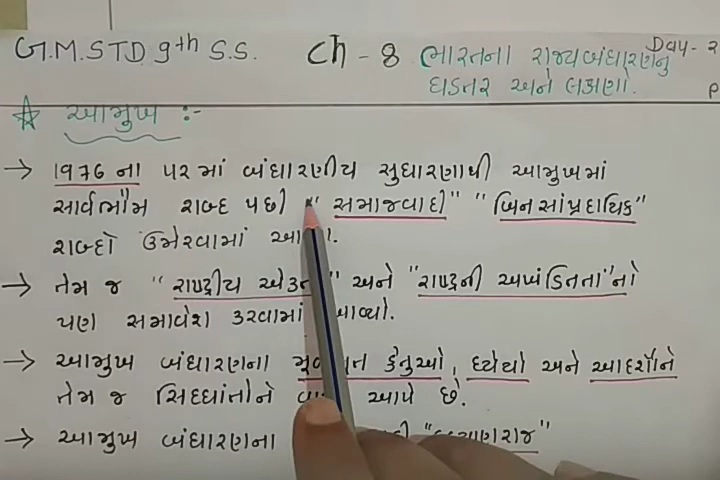 G.M. STD. 9th S.S. Ch - 8 ભારતના રાજ્યબંધારણનું Day - 2
ઘડતર અને લક્ષણો. P
☆ આમુખ :-
→ 1976 ના ૪૨માં બંધારણીય સુધારણાથી આમુખમાં
સાર્વભૌમ શબ્દ પછી " સમાજવાદી" " બિનસાંપ્રદાયિક"
શબ્દો ઉમેરવામાં
→ તેમ જ " રાષ્ટ્રીય " અને "રાષ્ટ્રની અખંડિતતા"નો
પણ સમાવેશ કરવામાં આવ્યો.
→ આમુખ બંધારણના હેતુઓ, ધ્યેયો અને આદર્શોને
તેમ જ સિદ્ધાંતોને આપે છે.
→ આમુખ બંધારણના